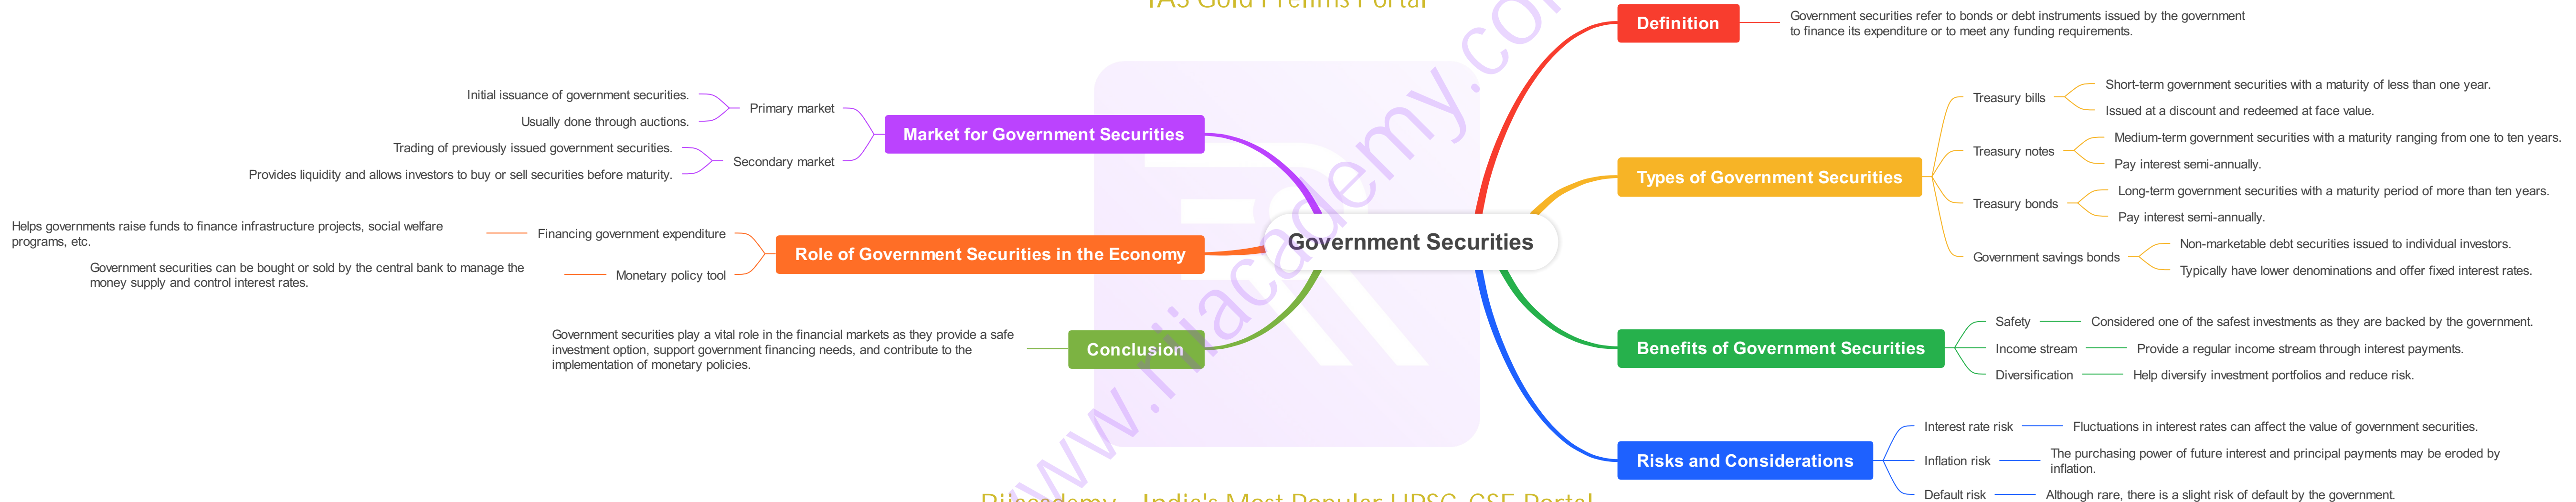 IAS Gold Prelims Portal
Government Securities
Definition
Government securities refer to bonds or debt instruments issued by the government
to finance its expenditure or to meet any funding requirements.
Types of Government Securities
Treasury bills
Short-term government securities with a maturity of less than one year.
Issued at a discount and redeemed at face value.
Treasury notes
Medium-term government securities with a maturity ranging from one to ten years.
Pay interest semi-annually.
Treasury bonds
Long-term government securities with a maturity period of more than ten years.
Pay interest semi-annually.
Government savings bonds
Non-marketable debt securities issued to individual investors.
Typically have lower denominations and offer fixed interest rates.
Benefits of Government Securities
Safety
Considered one of the safest investments as they are backed by the government.
Income stream
Provide a regular income stream through interest payments.
Diversification
Help diversify investment portfolios and reduce risk.
Risks and Considerations
Interest rate risk
Fluctuations in interest rates can affect the value of government securities.
Inflation risk
The purchasing power of future interest and principal payments may be eroded by
inflation.
Default risk
Although rare, there is a slight risk of default by the government.
Market for Government Securities
Primary market
Initial issuance of government securities.
Usually done through auctions.
Secondary market
Trading of previously issued government securities.
Provides liquidity and allows investors to buy or sell securities before maturity.
Role of Government Securities in the Economy
Financing government expenditure
Helps governments raise funds to finance infrastructure projects, social welfare
programs, etc.
Monetary policy tool
Government securities can be bought or sold by the central bank to manage the
money supply and control interest rates.
Conclusion
Government securities play a vital role in the financial markets as they provide a safe
investment option, support government financing needs, and contribute to the
implementation of monetary policies.
www.rijacademy.com
India's Most Popular UPSC-CSE Portal